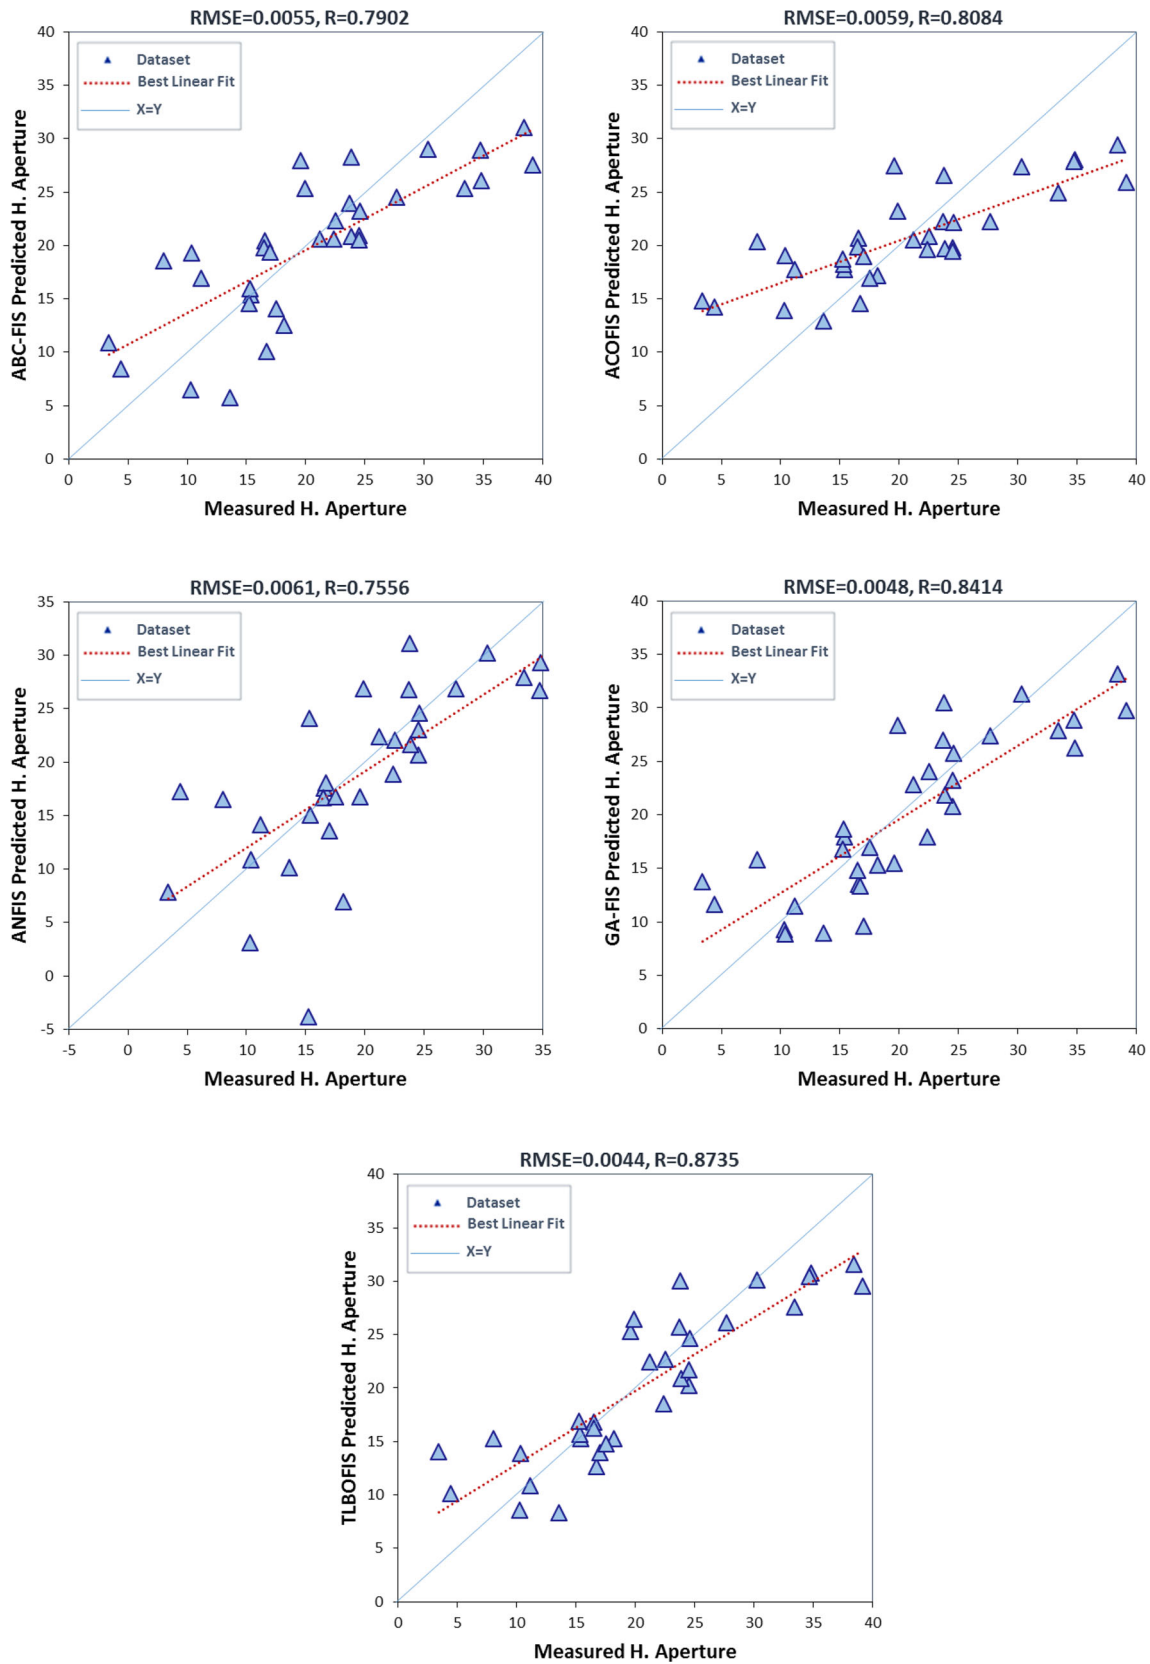 RMSE=0.0055, R=0.7902
Dataset
Best Linear Fit
X=Y
ABC-FIS Predicted H. Aperture
40
35
30
25
20
15
10
5
0
0 5 10 15 20 25 30 35 40
Measured H. Aperture
RMSE=0.0059, R=0.8084
Dataset
Best Linear Fit
X=Y
ACOFIS Predicted H. Aperture
40
35
30
25
20
15
10
5
0
0 5 10 15 20 25 30 35 40
Measured H. Aperture
RMSE=0.0061, R=0.7556
Dataset
Best Linear Fit
X=Y
ANFIS Predicted H. Aperture
35
30
25
20
15
10
5
0
-5
-5 0 5 10 15 20 25 30 35
Measured H. Aperture
RMSE=0.0048, R=0.8414
Dataset
Best Linear Fit
X=Y
GA-FIS Predicted H. Aperture
40
35
30
25
20
15
10
5
0
0 5 10 15 20 25 30 35 40
Measured H. Aperture
RMSE=0.0044, R=0.8735
Dataset
Best Linear Fit
X=Y
TLBOFIS Predicted H. Aperture
40
35
30
25
20
15
10
5
0
0 5 10 15 20 25 30 35 40
Measured H. Aperture